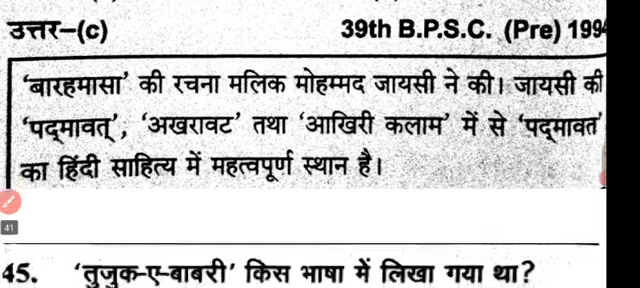 उत्तर–(c) 39th B.P.S.C. (Pre) 1994
'बारहमासा' की रचना मलिक मोहम्मद जायसी ने की। जायसी की
'पद्मावत्', 'अखरावट' तथा 'आखिरी कलाम' में से 'पद्मावत'
का हिंदी साहित्य में महत्वपूर्ण स्थान है।
41
45. 'तुजुक-ए-बाबरी' किस भाषा में लिखा गया था?